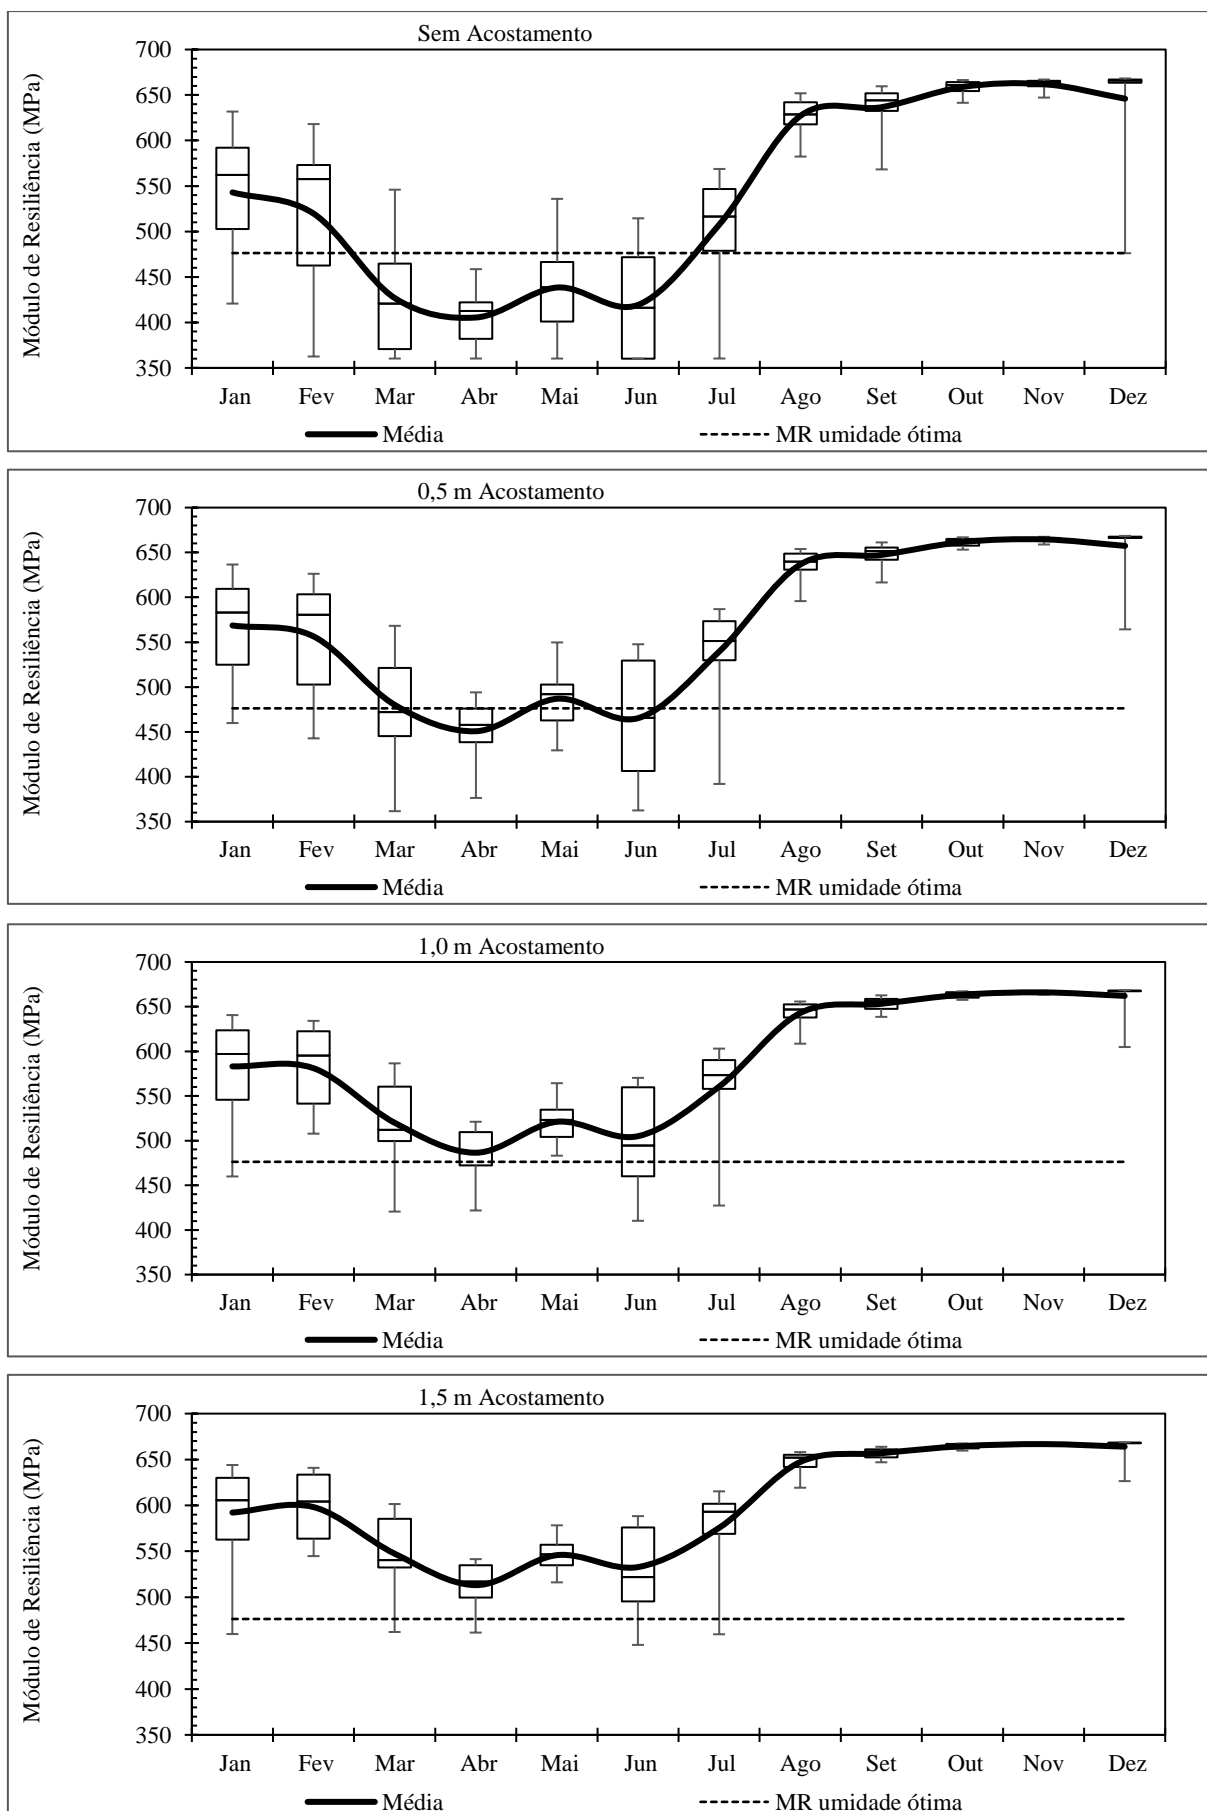 Sem Acostamento
Módulo de Resiliência (MPa)
700
650
600
550
500
450
400
350
Jan Fev Mar Abr Mai Jun Jul Ago Set Out Nov Dez
Média MR umidade ótima
0,5 m Acostamento
Módulo de Resiliência (MPa)
700
650
600
550
500
450
400
350
Jan Fev Mar Abr Mai Jun Jul Ago Set Out Nov Dez
Média MR umidade ótima
1,0 m Acostamento
Módulo de Resiliência (MPa)
700
650
600
550
500
450
400
350
Jan Fev Mar Abr Mai Jun Jul Ago Set Out Nov Dez
Média MR umidade ótima
1,5 m Acostamento
Módulo de Resiliência (MPa)
700
650
600
550
500
450
400
350
Jan Fev Mar Abr Mai Jun Jul Ago Set Out Nov Dez
Média MR umidade ótima